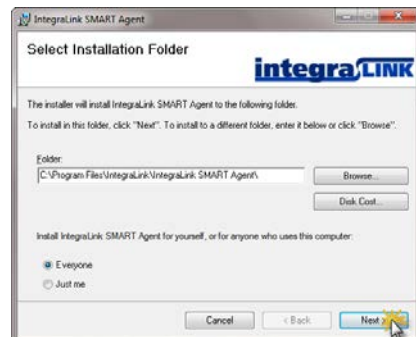 IntegraLink SMART Agent
Select Installation Folder
integraLINK
The installer will install IntegraLink SMART Agent to the following folder.
To install in this folder, click "Next". To install to a different folder, enter it below or click "Browse".
Folder:
C:\Program Files\IntegraLink\IntegraLink SMART Agent\
Browse...
Disk Cost...
Install IntegraLink SMART Agent for yourself, or for anyone who uses this computer:
Everyone
Just me
Cancel
< Back
Next >